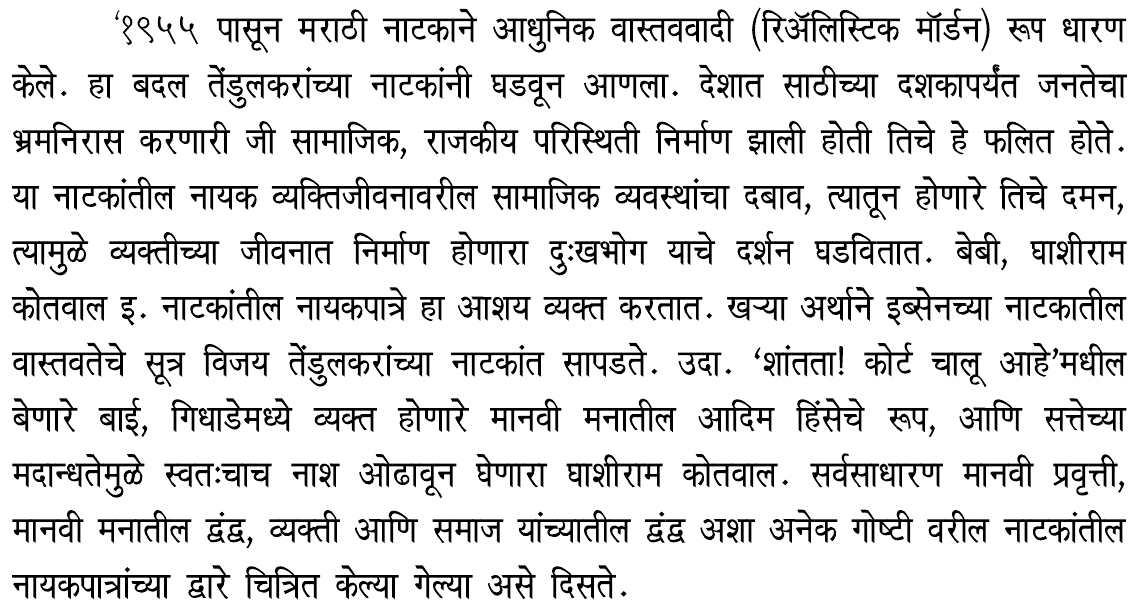 ‘१९५५ पासून मराठी नाटकाने आधुनिक वास्तववादी (रिॲलिस्टिक मॉर्डन) रूप धारण
केले. हा बदल तेंडुलकरांच्या नाटकांनी घडवून आणला. देशात साठीच्या दशकापर्यंत जनतेचा
भ्रमनिरास करणारी जी सामाजिक, राजकीय परिस्थिती निर्माण झाली होती तिचे हे फलित होते.
या नाटकांतील नायक व्यक्तिजीवनावरील सामाजिक व्यवस्थांचा दबाव, त्यातून होणारे तिचे दमन,
त्यामुळे व्यक्तीच्या जीवनात निर्माण होणारा दुःखभोग याचे दर्शन घडवितात. बेबी, घाशीराम
कोतवाल इ. नाटकांतील नायकपात्रे हा आशय व्यक्त करतात. खऱ्या अर्थाने इब्सेनच्या नाटकातील
वास्तवतेचे सूत्र विजय तेंडुलकरांच्या नाटकांत सापडते. उदा. ‘शांतता! कोर्ट चालू आहे’मधील
बेणारे बाई, गिधाडेमध्ये व्यक्त होणारे मानवी मनातील आदिम हिंसेचे रूप, आणि सत्तेच्या
मदान्धतेमुळे स्वतःचाच नाश ओढावून घेणारा घाशीराम कोतवाल. सर्वसाधारण मानवी प्रवृत्ती,
मानवी मनातील द्वंद्व, व्यक्ती आणि समाज यांच्यातील द्वंद्व अशा अनेक गोष्टी वरील नाटकांतील
नायकपात्रांच्या द्वारे चित्रित केल्या गेल्या असे दिसते.